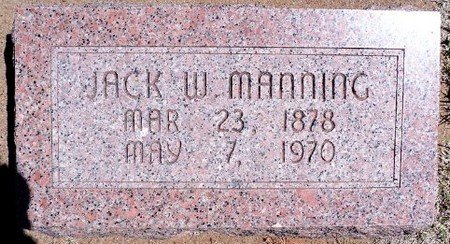 JACK W MANNING
MAR 23, 1878
MAY 7, 1970